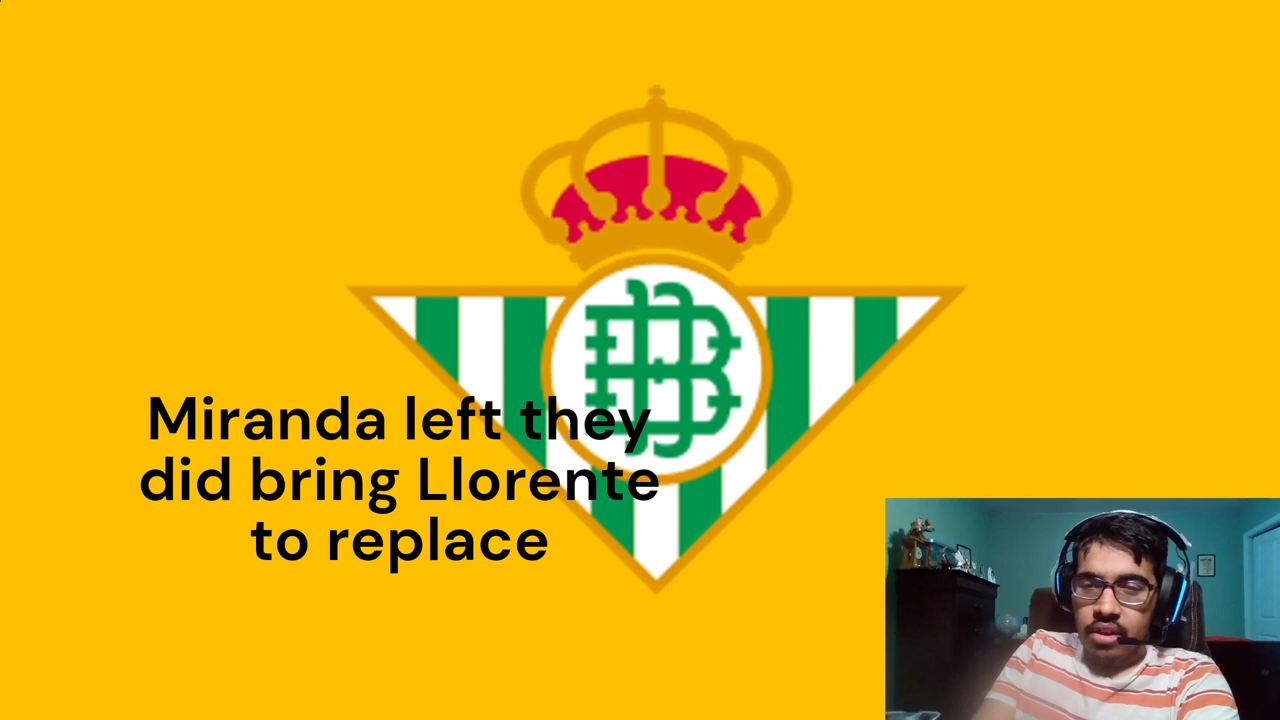 Miranda left they
did bring Llorente
to replace